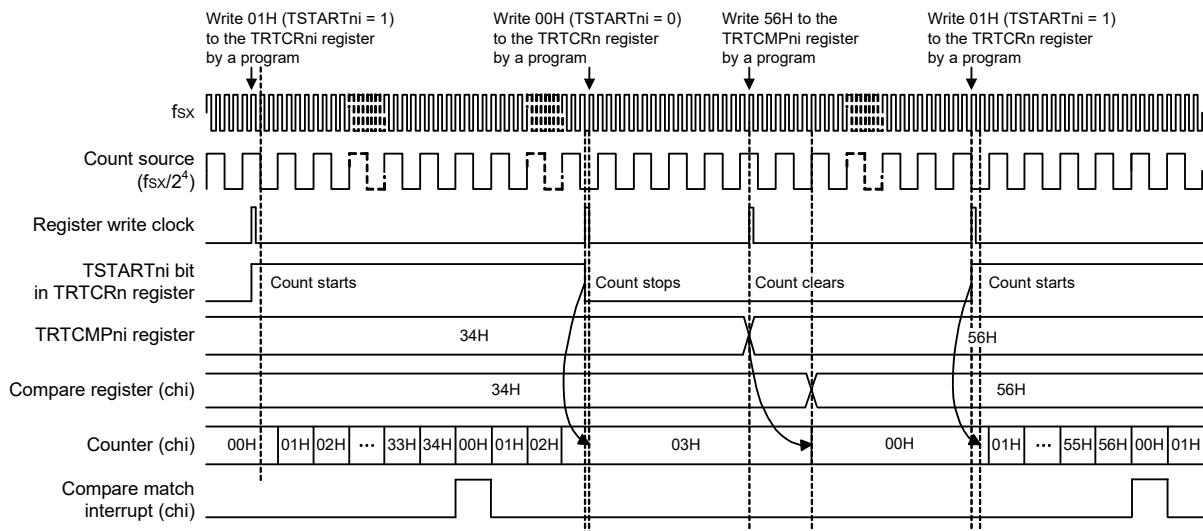 Write 01H (TSTARTni = 1)
to the TRTCRni register
by a program
Write 00H (TSTARTni = 0)
to the TRTCRn register
by a program
Write 56H to the
TRTCMPni register
by a program
Write 01H (TSTARTni = 1)
to the TRTCRn register
by a program
fSX
Count source
(fSX/2⁴)
Register write clock
TSTARTni bit
in TRTCRn register
Count starts
Count stops
Count clears
Count starts
TRTCMPni register
34H
56H
Compare register (chi)
34H
56H
Counter (chi)
00H 01H 02H ··· 33H 34H 00H 01H 02H 03H 00H 01H ··· 55H 56H 00H 01H
Compare match
interrupt (chi)